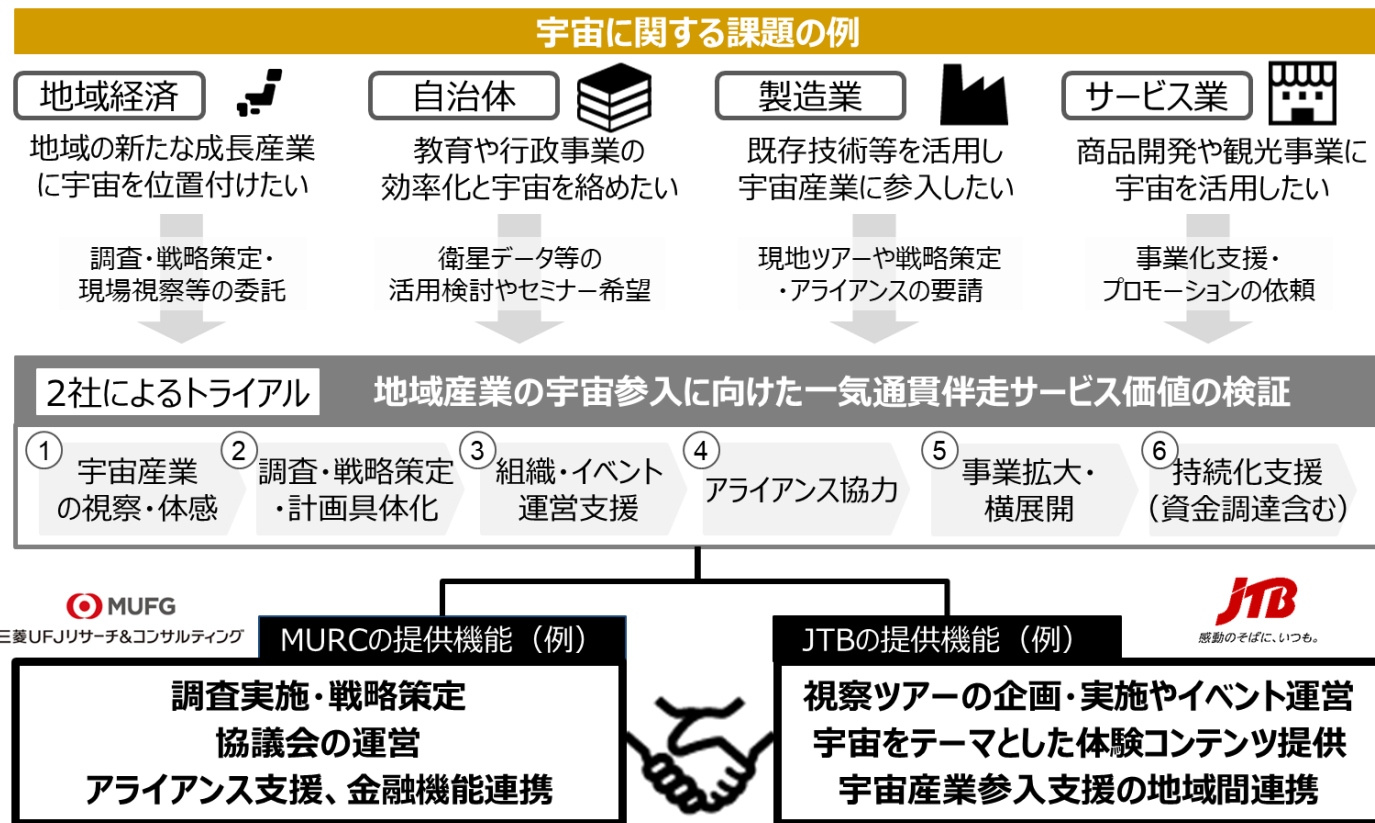 宇宙に関する課題の例
地域経済
地域の新たな成長産業
に宇宙を位置付けたい
調査・戦略策定・
現場視察等の委託
自治体
教育や行政事業の
効率化と宇宙を絡めたい
衛星データ等の
活用検討やセミナー希望
製造業
既存技術等を活用し
宇宙産業に参入したい
現地ツアーや戦略策定
・アライアンスの要請
サービス業
商品開発や観光事業に
宇宙を活用したい
事業化支援・
プロモーションの依頼
2社によるトライアル
地域産業の宇宙参入に向けた一気通貫伴走サービス価値の検証
1
宇宙産業
の視察・体感
2
調査・戦略策定
・計画具体化
3
組織・イベント
運営支援
4
アライアンス協力
5
事業拡大・
横展開
6
持続化支援
(資金調達含む)
MUFG
三菱UFJリサーチ&コンサルティング
MURCの提供機能(例)
調査実施・戦略策定
協議会の運営
アライアンス支援、金融機能連携
JTB
感動のそばに、いつも。
JTBの提供機能(例)
視察ツアーの企画・実施やイベント運営
宇宙をテーマとした体験コンテンツ提供
宇宙産業参入支援の地域間連携